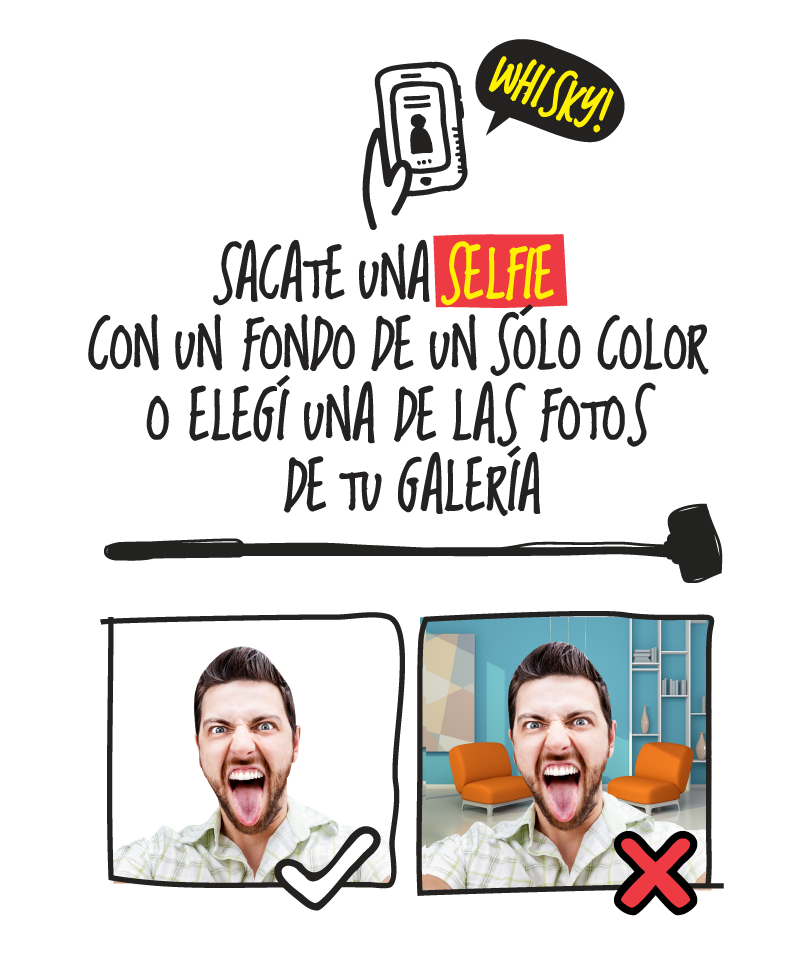 WHISKY!
SACATE UNA SELFIE
CON UN FONDO DE UN SÓLO COLOR
O ELEGÍ UNA DE LAS FOTOS
DE TU GALERÍA